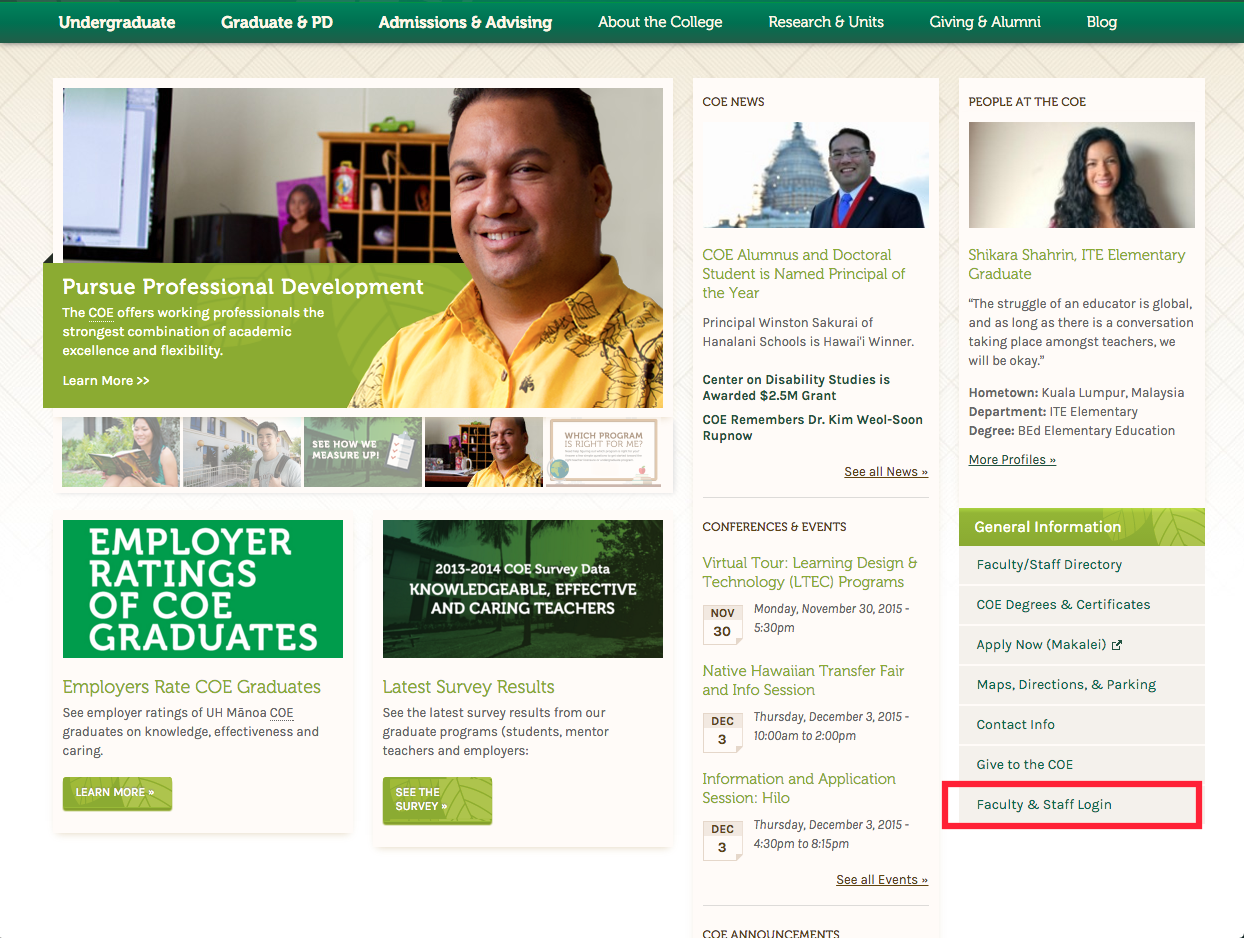 Undergraduate
Graduate & PD
Admissions & Advising
About the College
Research & Units
Giving & Alumni
Blog
Pursue Professional Development
The COE offers working professionals the
strongest combination of academic
excellence and flexibility.
Learn More >>
SEE HOW WE
MEASURE UP!
WHICH PROGRAM
IS RIGHT FOR ME?
EMPLOYER
RATINGS
OF COE
GRADUATES
Employers Rate COE Graduates
See employer ratings of UH Mānoa COE
graduates on knowledge, effectiveness and
caring.
LEARN MORE »
2013-2014 COE Survey Data
KNOWLEDGEABLE, EFFECTIVE
AND CARING TEACHERS
Latest Survey Results
See the latest survey results from our
graduate programs (students, mentor
teachers and employers:
SEE THE
SURVEY »
COE NEWS
COE Alumnus and Doctoral
Student is Named Principal of
the Year
Principal Winston Sakurai of
Hanalani Schools is Hawai'i Winner.
Center on Disability Studies is
Awarded $2.5M Grant
COE Remembers Dr. Kim Weol-Soon
Rupnow
See all News »
CONFERENCES & EVENTS
Virtual Tour: Learning Design &
Technology (LTEC) Programs
NOV
30
Monday, November 30, 2015 -
5:30pm
Native Hawaiian Transfer Fair
and Info Session
DEC
3
Thursday, December 3, 2015 -
10:00am to 2:00pm
Information and Application
Session: Hilo
DEC
3
Thursday, December 3, 2015 -
4:30pm to 8:15pm
See all Events »
COE ANNOUNCEMENTS
PEOPLE AT THE COE
Shikara Shahrin, ITE Elementary
Graduate
“The struggle of an educator is global,
and as long as there is a conversation
taking place amongst teachers, we
will be okay.”
Hometown: Kuala Lumpur, Malaysia
Department: ITE Elementary
Degree: BEd Elementary Education
More Profiles »
General Information
Faculty/Staff Directory
COE Degrees & Certificates
Apply Now (Makalei)
Maps, Directions, & Parking
Contact Info
Give to the COE
Faculty & Staff Login